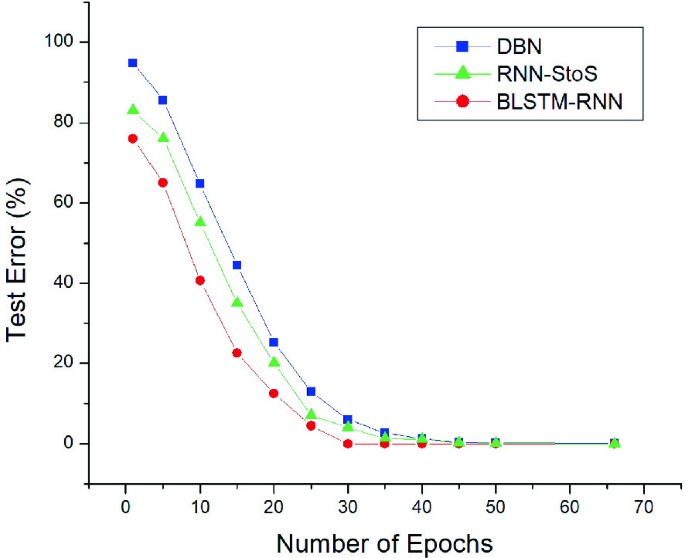 DBN
RNN-StoS
BLSTM-RNN
Test Error (%)
100
80
60
40
20
0
0 10 20 30 40 50 60 70
Number of Epochs